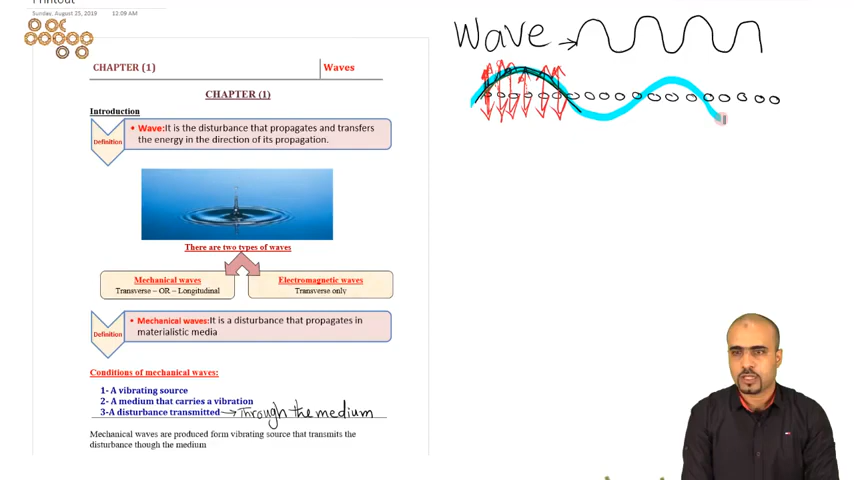 Printout
Sunday, August 25, 2019 12:09 AM
CHAPTER (1) Waves
CHAPTER (1)
Introduction
Definition
• Wave:It is the disturbance that propagates and transfers
the energy in the direction of its propagation.
There are two types of waves
Mechanical waves
Transverse – OR – Longitudinal
Electromagnetic waves
Transverse only
Definition
• Mechanical waves:It is a disturbance that propagates in
materialistic media
Conditions of mechanical waves:
1- A vibrating source
2- A medium that carries a vibration
3-A disturbance transmitted → Through the medium
Mechanical waves are produced form vibrating source that transmits the
disturbance though the medium
Wave →